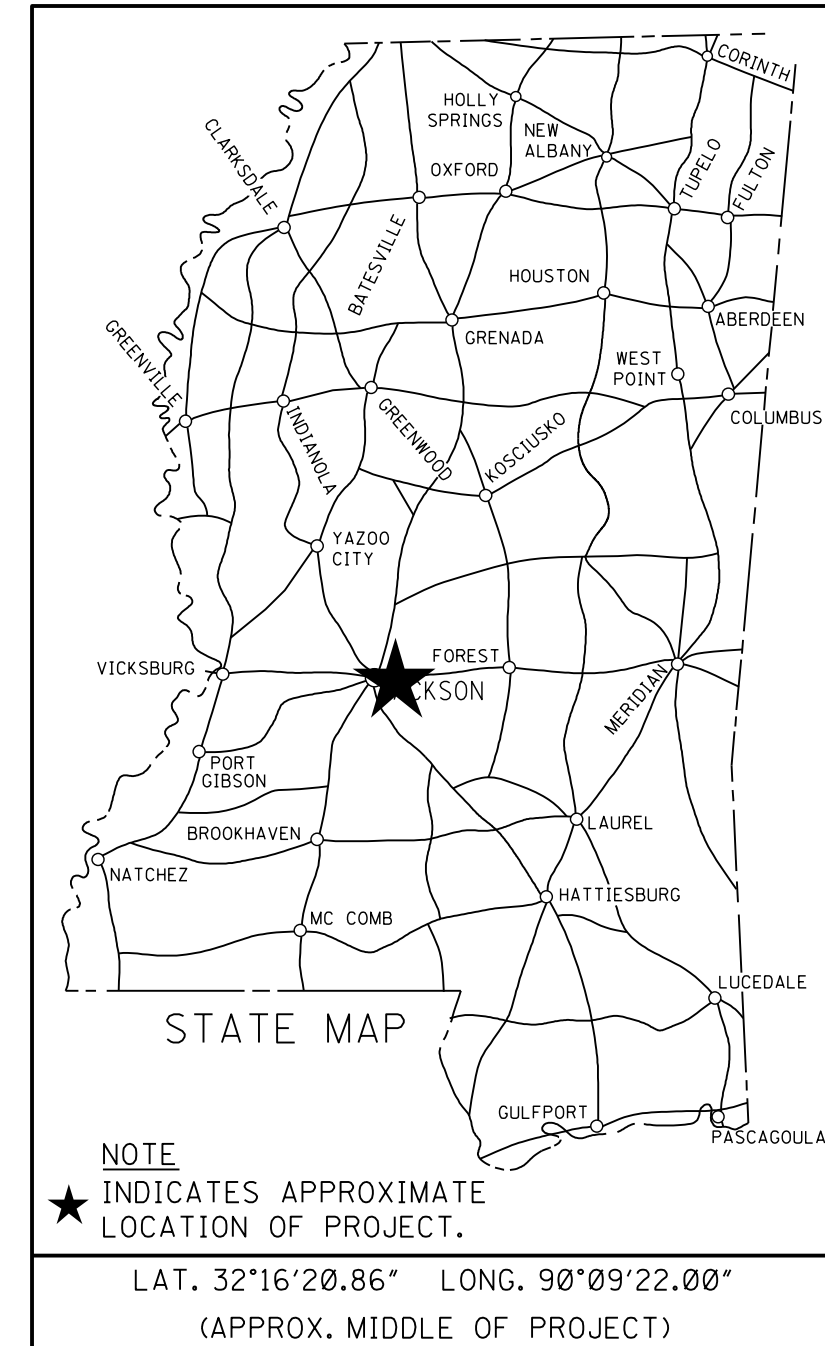 CORINTH
HOLLY
SPRINGS
NEW
ALBANY
CLARKSDALE
OXFORD
TUPELO
FULTON
BATESVILLE
HOUSTON
ABERDEEN
GRENADA
GREENVILLE
WEST
POINT
COLUMBUS
INDIANOLA
GREENWOOD
KOSCIUSKO
YAZOO
CITY
VICKSBURG
FOREST
CKSON
MERIDIAN
PORT
GIBSON
BROOKHAVEN
LAUREL
NATCHEZ
HATTIESBURG
MC COMB
LUCEDALE
STATE MAP
GULFPORT
PASCAGOULA
NOTE
INDICATES APPROXIMATE
LOCATION OF PROJECT.
LAT. 32°16'20.86" LONG. 90°09'22.00"
(APPROX. MIDDLE OF PROJECT)